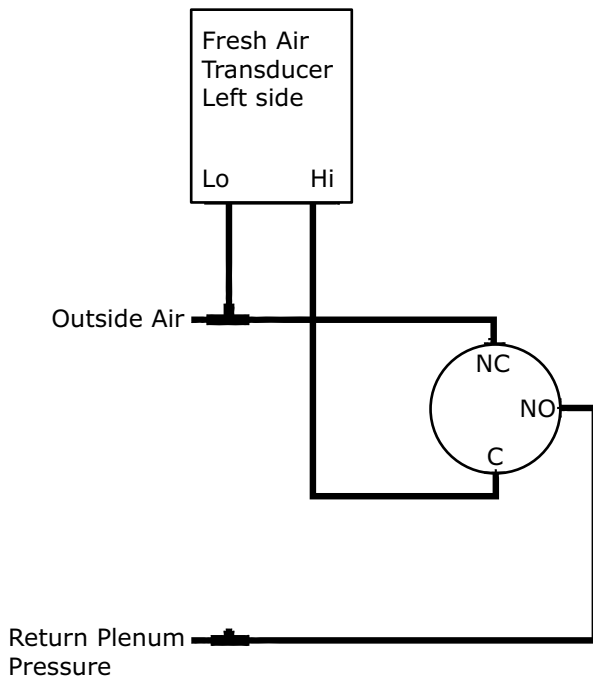 Fresh Air
Transducer
Left side
Lo Hi
Outside Air
NC
NO
C
Return Plenum
Pressure